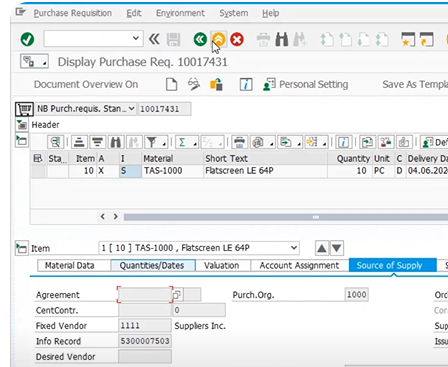 Purchase Requisition Edit Environment System Help
Display Purchase Req. 10017431
Document Overview On Personal Setting Save As Templa
NB Purch.requis. Stan... 10017431
Header
Def
Sta... Item A I Material Short Text Quantity Unit C Delivery Da
10 X S TAS-1000 Flatscreen LE 64P 10 PC D 04.06.202
Item 1 [ 10 ] TAS-1000 , Flatscreen LE 64P
Material Data Quantities/Dates Valuation Account Assignment Source of Supply S
Agreement Purch.Org. 1000 Ord
CentContr. 0 Con
Fixed Vendor 1111 Suppliers Inc. Sup
Info Record 5300007503 Issu
Desired Vendor